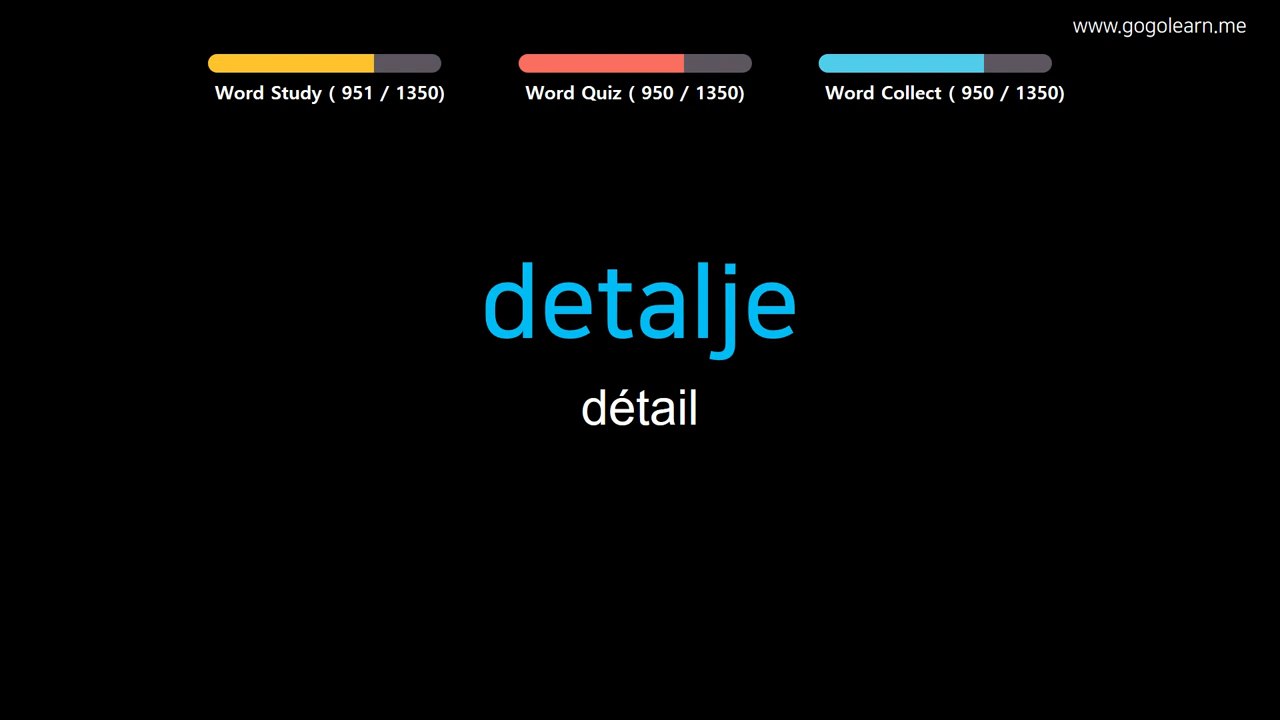 www.gogolearn.me
Word Study ( 951 / 1350)
Word Quiz ( 950 / 1350)
Word Collect ( 950 / 1350)
detalje
détail